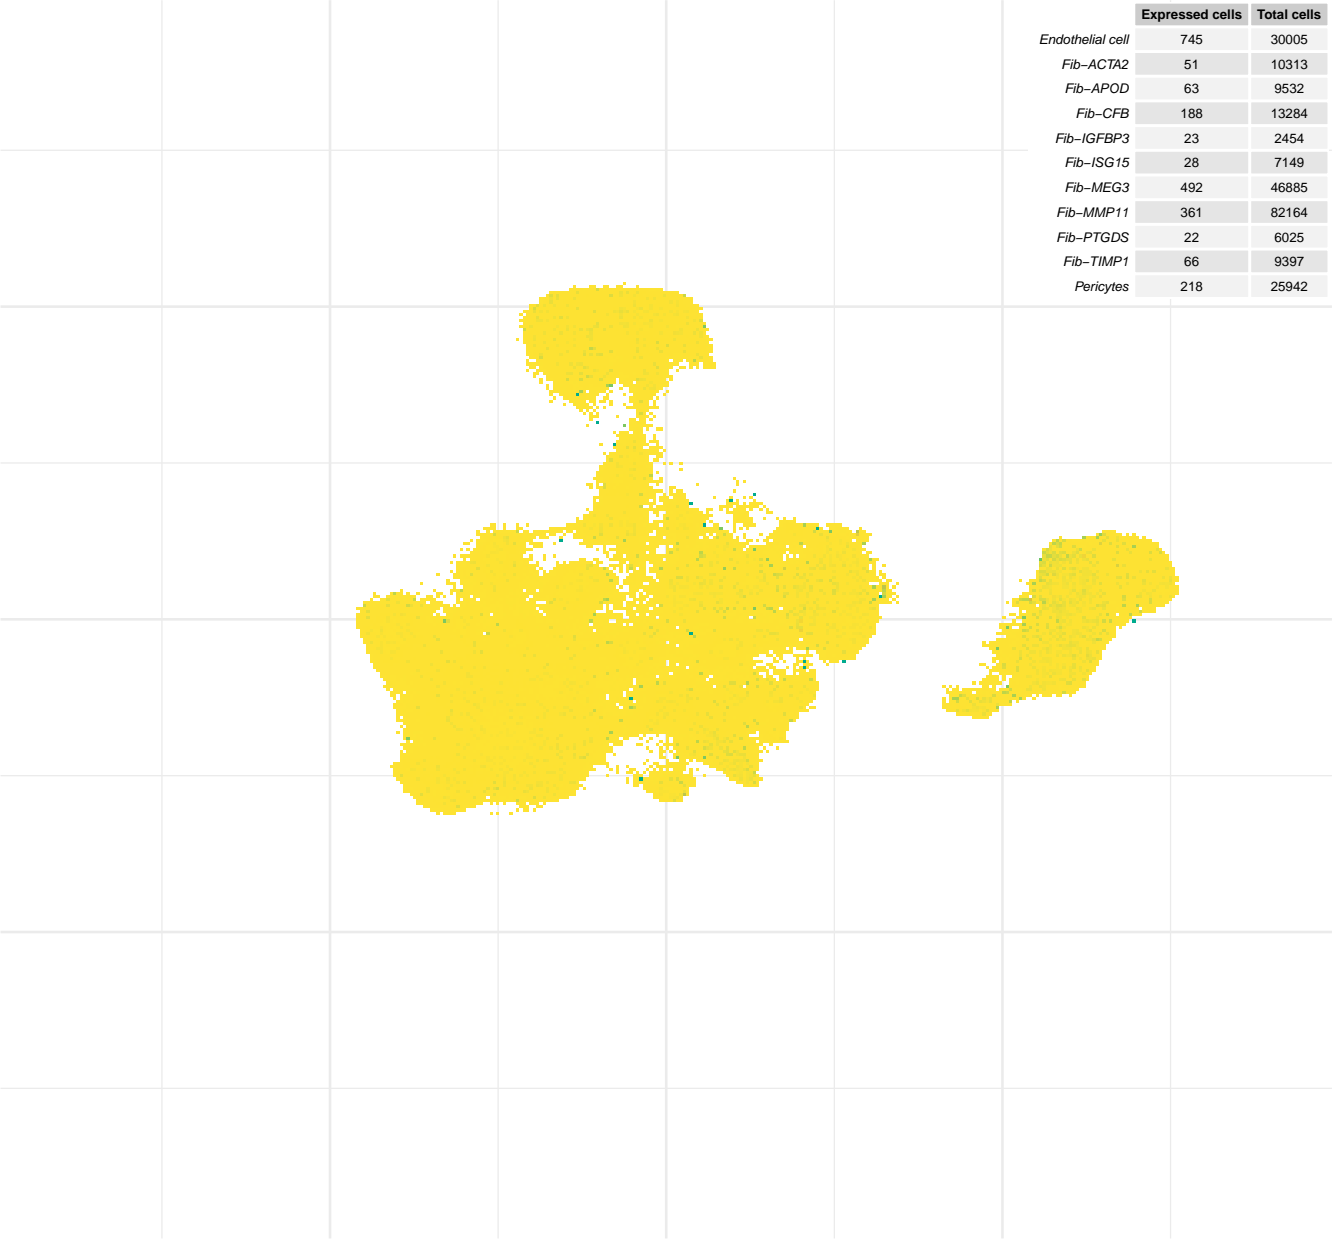 Expressed cells Total cells
Endothelial cell 745 30005
Fib−ACTA2 51 10313
Fib−APOD 63 9532
Fib−CFB 188 13284
Fib−IGFBP3 23 2454
Fib−ISG15 28 7149
Fib−MEG3 492 46885
Fib−MMP11 361 82164
Fib−PTGDS 22 6025
Fib−TIMP1 66 9397
Pericytes 218 25942